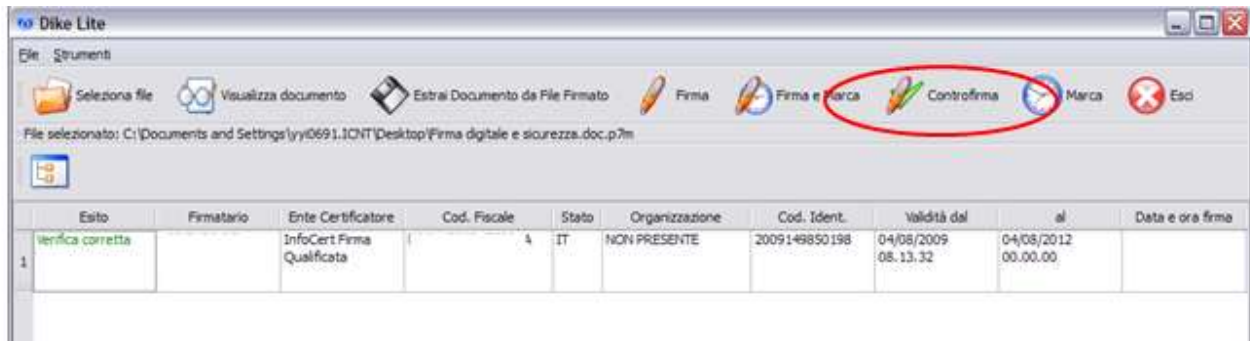 Dike Lite
File Strumenti
Seleziona file Visualizza documento Estrai Documento da File Firmato Firma Firma e Marca Controfirma Marca Esci
File selezionato: C:\Documents and Settings\yyi0691.ICNT\Desktop\Firma digitale e sicurezza.doc.p7m
Esito Firmatario Ente Certificatore Cod. Fiscale Stato Organizzazione Cod. Ident. Validità dal al Data e ora firma
1 Verifica corretta InfoCert Firma IT NON PRESENTE 2009149850198 04/08/2009 04/08/2012
Qualificata 08.13.32 00.00.00